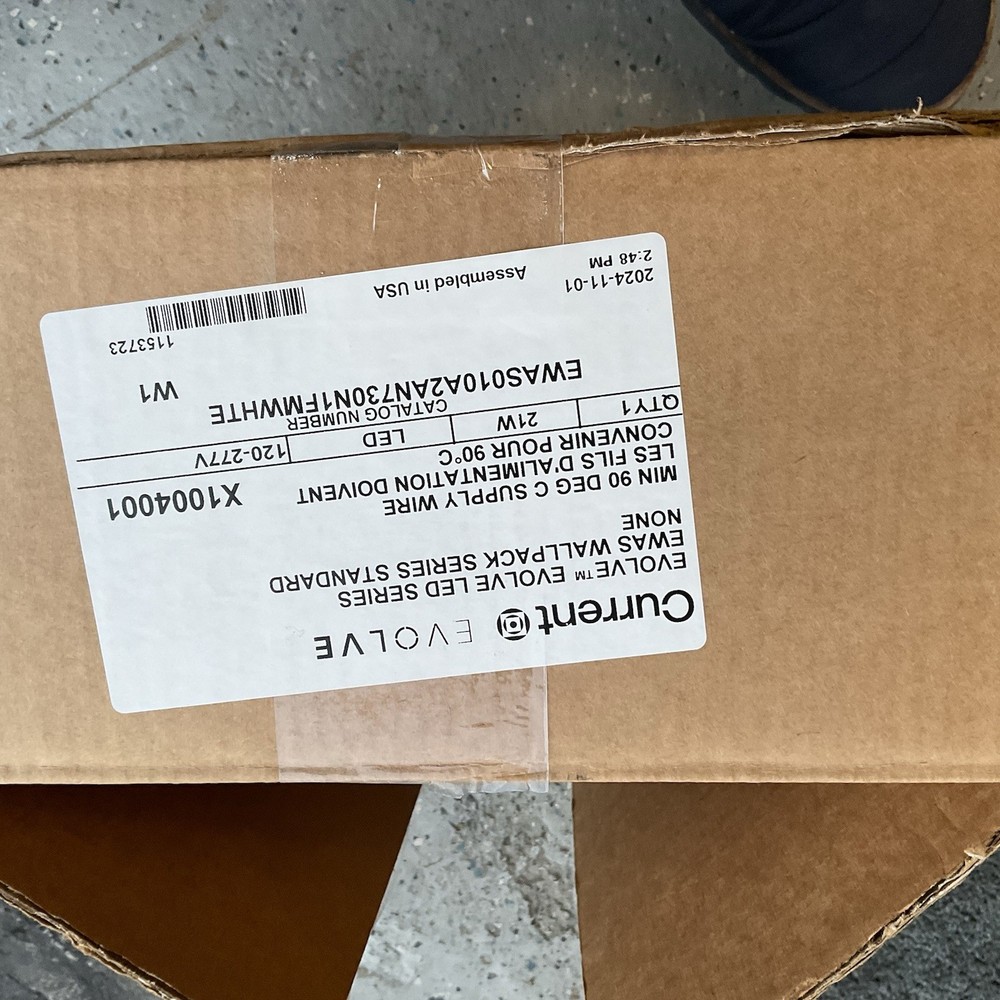 Current EVOLVE
EVOLVE™ EVOLVE LED SERIES
EWAS WALLPACK SERIES STANDARD
NONE
MIN 90 DEG C SUPPLY WIRE
LES FILS D'ALIMENTATION DOIVENT X1004001
CONVENIR POUR 90°C
QTY1 21W LED 120-277V
CATALOG NUMBER
EWAS010A2AN730N1FMWHTE
W1
1153723
2024-11-01 Assembled in USA
2:48 PM